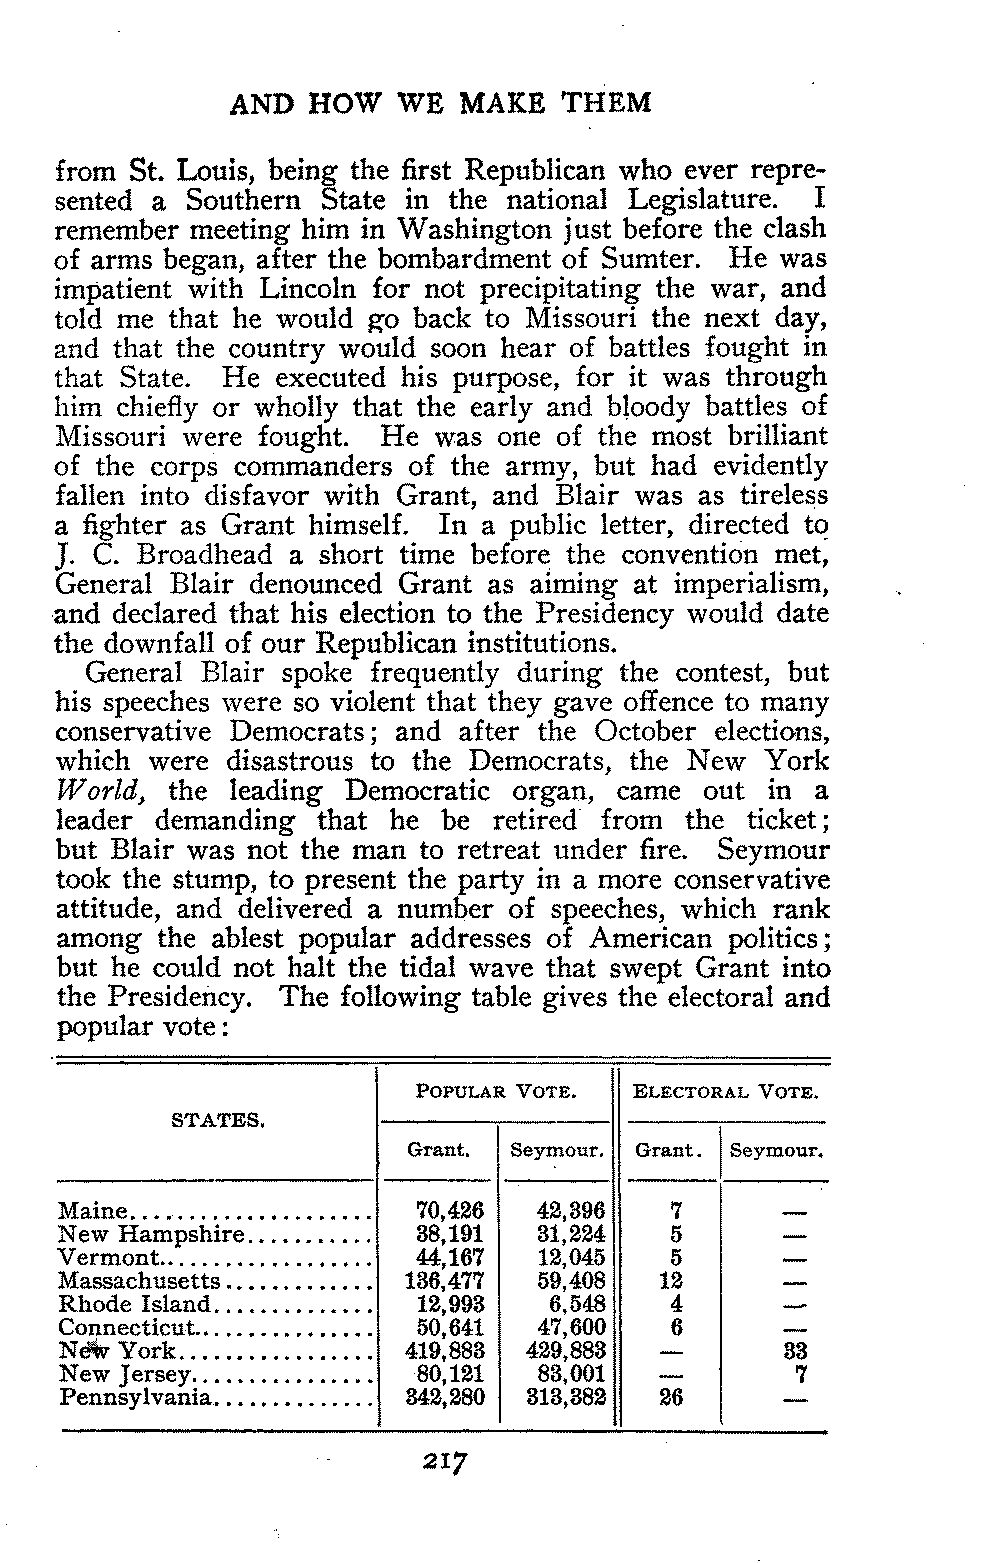 AND HOW WE MAKE THEM
from St. Louis, being the first Republican who ever repre-
sented a Southern State in the national Legislature. I
remember meeting him in Washington just before the clash
of arms began, after the bombardment of Sumter. He was
impatient with Lincoln for not precipitating the war, and
told me that he would go back to Missouri the next day,
and that the country would soon hear of battles fought in
that State. He executed his purpose, for it was through
him chiefly or wholly that the early and bloody battles of
Missouri were fought. He was one of the most brilliant
of the corps commanders of the army, but had evidently
fallen into disfavor with Grant, and Blair was as tireless
a fighter as Grant himself. In a public letter, directed to
J. C. Broadhead a short time before the convention met,
General Blair denounced Grant as aiming at imperialism,
and declared that his election to the Presidency would date
the downfall of our Republican institutions.
General Blair spoke frequently during the contest, but
his speeches were so violent that they gave offence to many
conservative Democrats; and after the October elections,
which were disastrous to the Democrats, the New York
World, the leading Democratic organ, came out in a
leader demanding that he be retired from the ticket;
but Blair was not the man to retreat under fire. Seymour
took the stump, to present the party in a more conservative
attitude, and delivered a number of speeches, which rank
among the ablest popular addresses of American politics;
but he could not halt the tidal wave that swept Grant into
the Presidency. The following table gives the electoral and
popular vote:
STATES. POPULAR VOTE. ELECTORAL VOTE.
Grant. Seymour. Grant. Seymour.
Maine..................... 70,426 42,396 7 —
New Hampshire........... 38,191 31,224 5 —
Vermont................... 44,167 12,045 5 —
Massachusetts............. 136,477 59,408 12 —
Rhode Island.............. 12,993 6,548 4 —
Connecticut................ 50,641 47,600 6 —
New York................. 419,883 429,883 — 33
New Jersey................ 80,121 83,001 — 7
Pennsylvania.............. 342,280 313,382 26 —
217